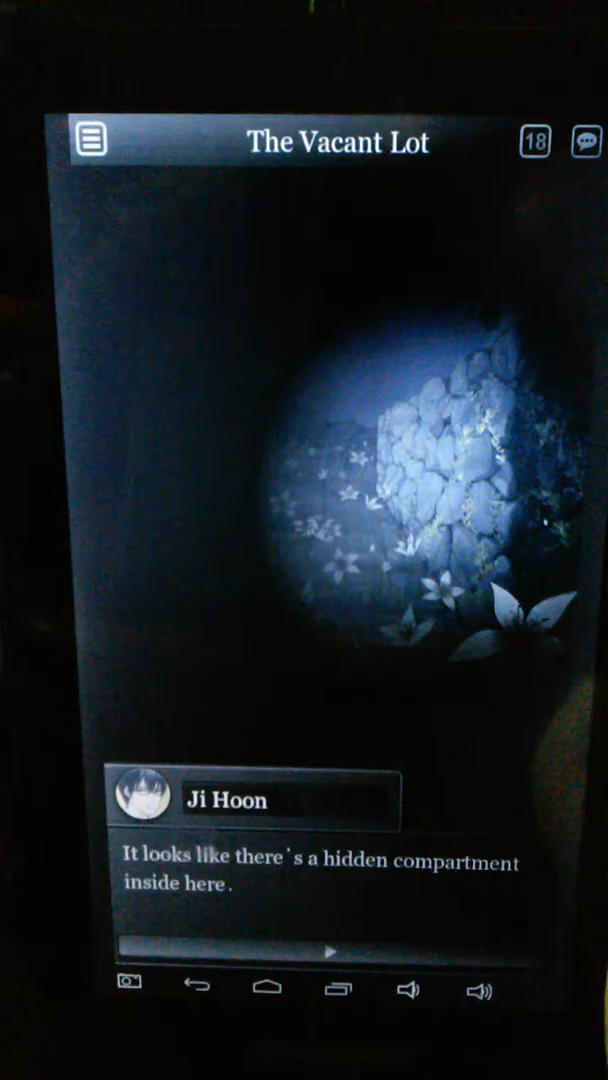 The Vacant Lot
18
Ji Hoon
It looks like there's a hidden compartment
inside here.